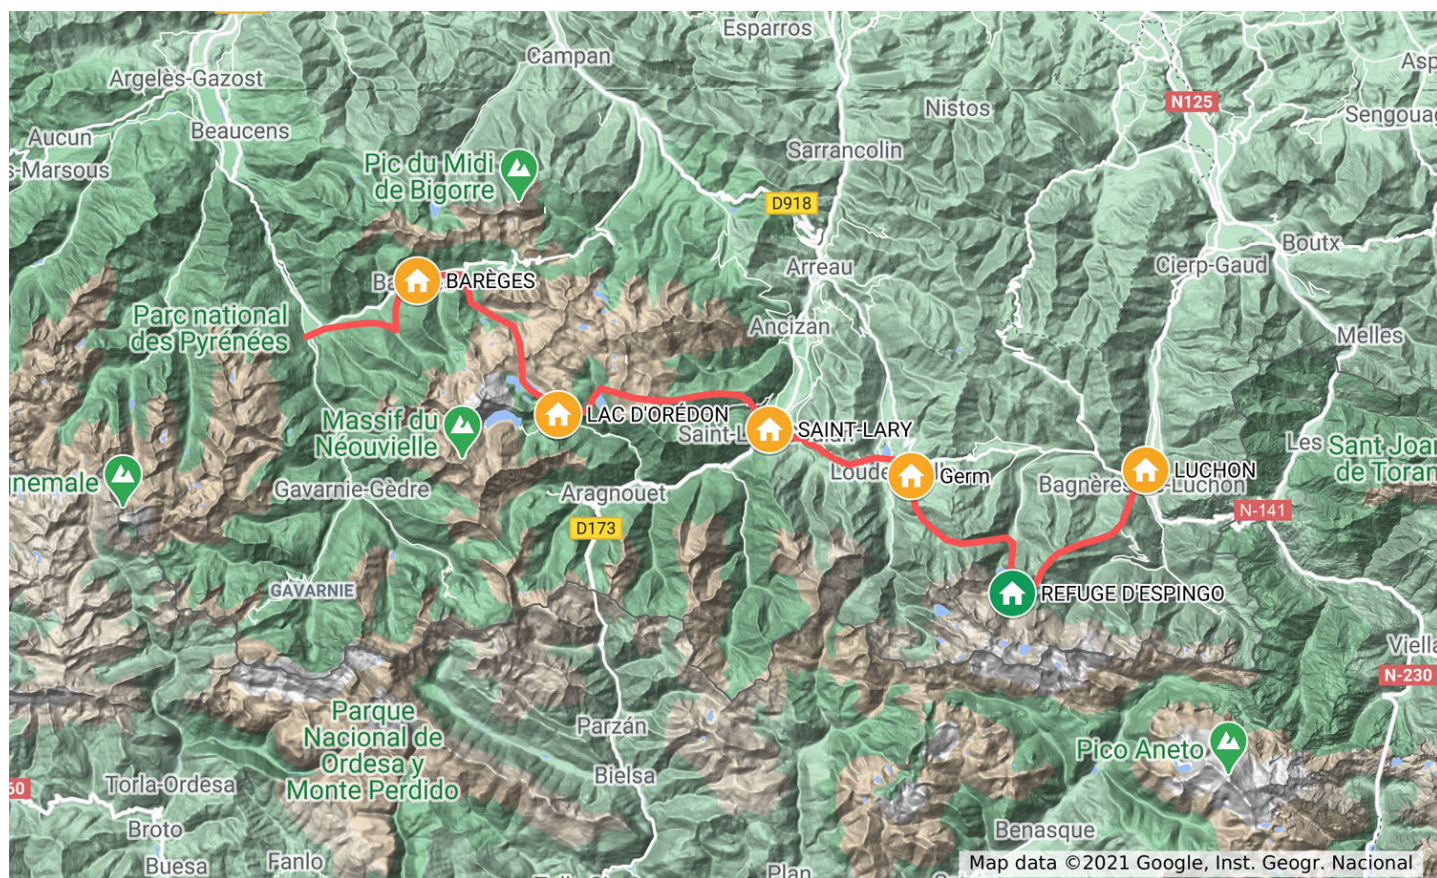 Esparros
Campan
Asp
Argelès-Gazost
N125
Nistos
Sengouag
Beaucens
Aucun
s-Marsous
Sarrancolin
Pic du Midi
de Bigorre
D918
Boutx
Cierp-Gaud
Arreau
BARÈGES
Parc national
des Pyrénées
Ancizan
Melles
Massif du
Néouvielle
LAC D'ORÉDON
SAINT-LARY
Les
Sant Joan
de Toran
nemale
Gavarnie-Gèdre
Aragnouet
Germ
LUCHON
N-141
D173
GAVARNIE
REFUGE D'ESPINGO
Viella
N-230
Parque
Nacional de
Ordesa y
Monte Perdido
Parzán
Pico Aneto
Bielsa
Torla-Ordesa
60
Broto
Benasque
Buesa
Fanlo
Plan
Map data ©2021 Google, Inst. Geogr. Nacional